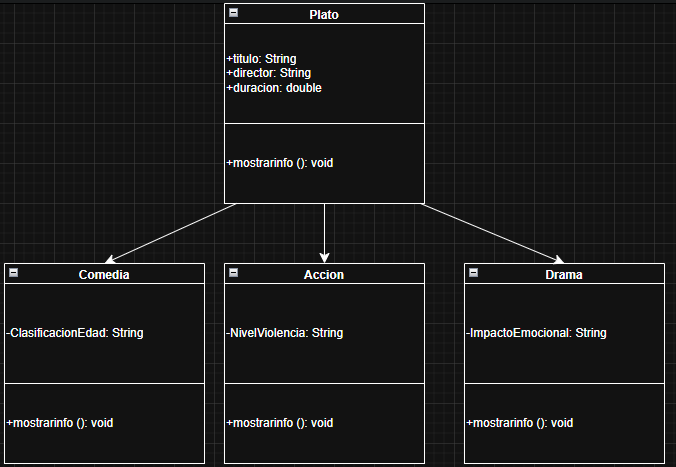 Plato
+titulo: String
+director: String
+duracion: double
+mostrarinfo (): void
Comedia
-ClasificacionEdad: String
+mostrarinfo (): void
Accion
-NivelViolencia: String
+mostrarinfo (): void
Drama
-ImpactoEmocional: String
+mostrarinfo (): void